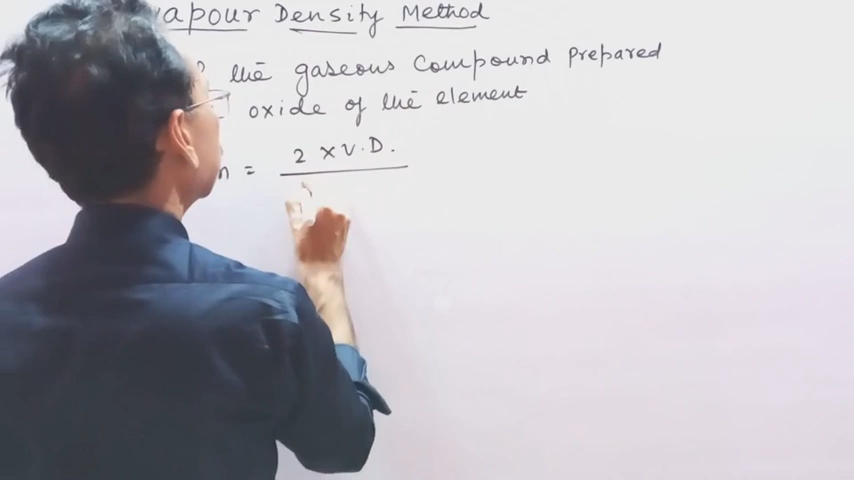 apour Density Method
the gaseous compound prepared
oxide of the element
n = 2 × V.D.